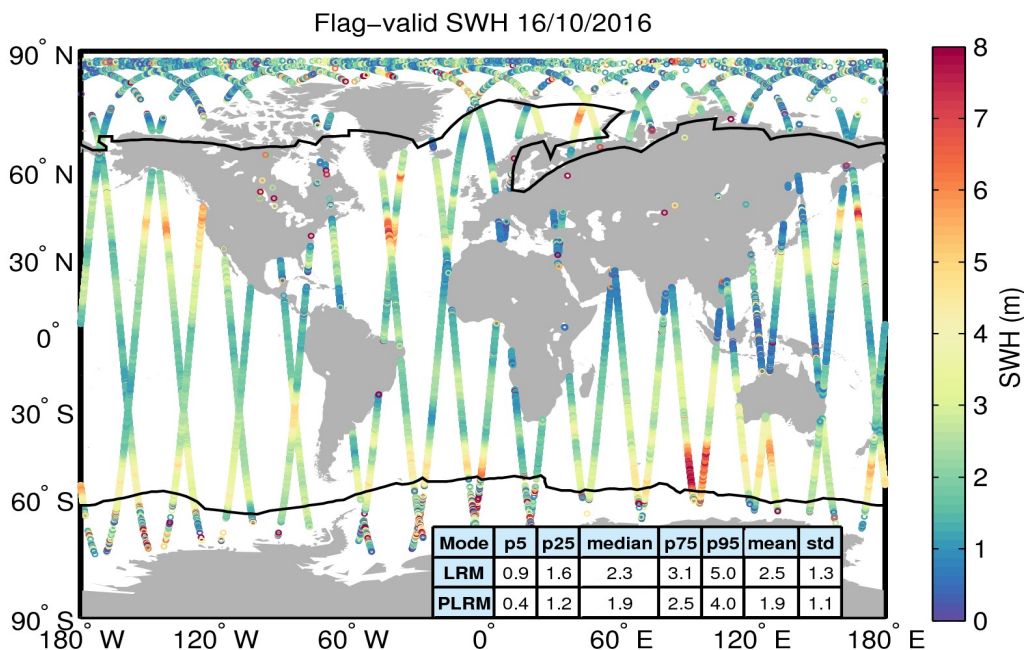 Flag−valid SWH 16/10/2016
90° N
60° N
30° N
0°
30° S
60° S
90° S
180° W
120° W
60° W
0°
60° E
120° E
180° E
Mode p5 p25 median p75 p95 mean std
LRM 0.9 1.6 2.3 3.1 5.0 2.5 1.3
PLRM 0.4 1.2 1.9 2.5 4.0 1.9 1.1
8
7
6
5
4
3
2
1
0
SWH (m)